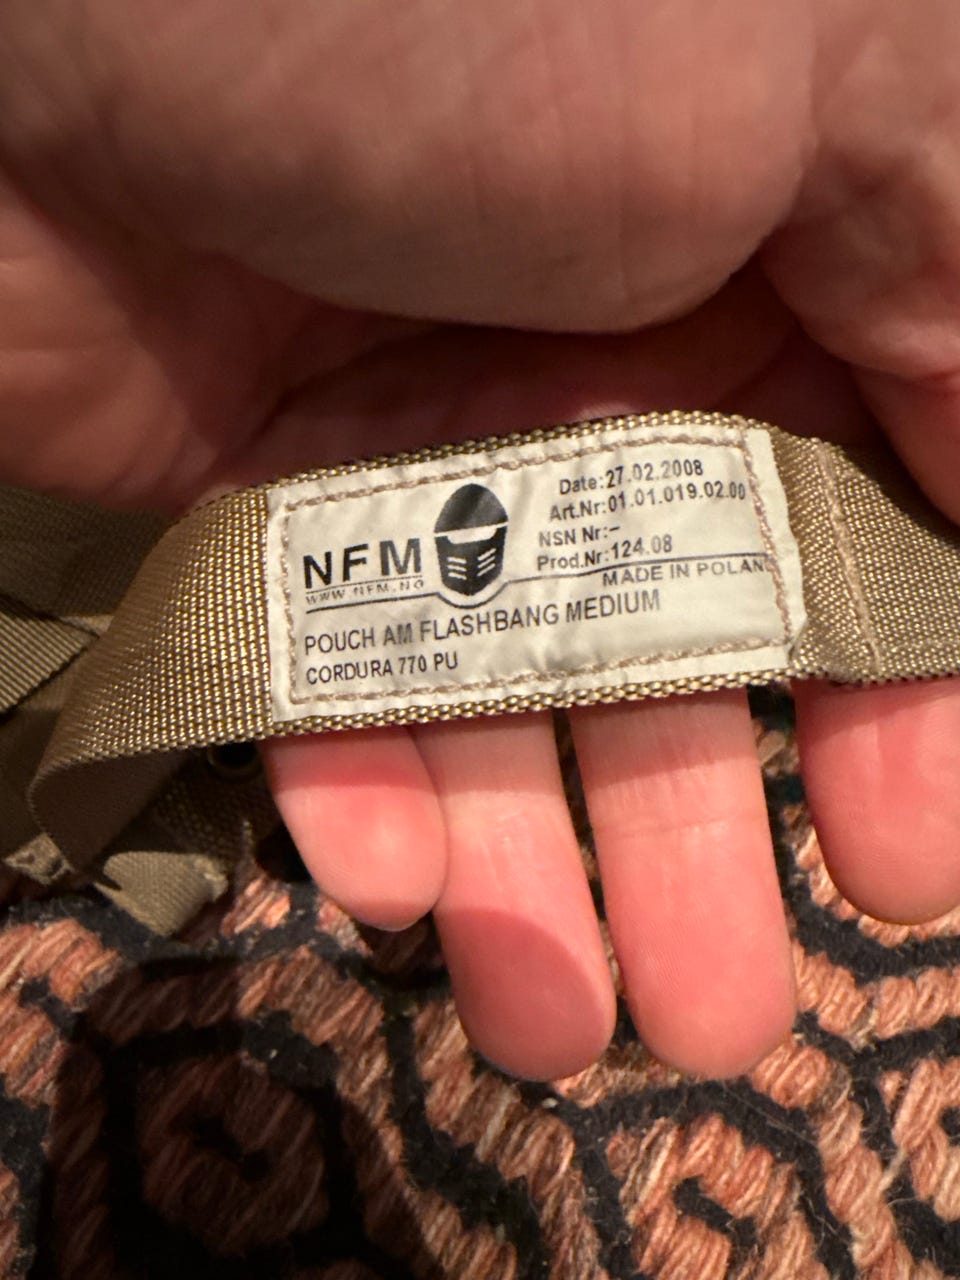 NFM
WWW.NFM.NO
Date:27.02.2008
Art.Nr:01.01.019.02.00
NSN Nr:–
Prod.Nr:124.08
MADE IN POLAND
POUCH AM FLASHBANG MEDIUM
CORDURA 770 PU